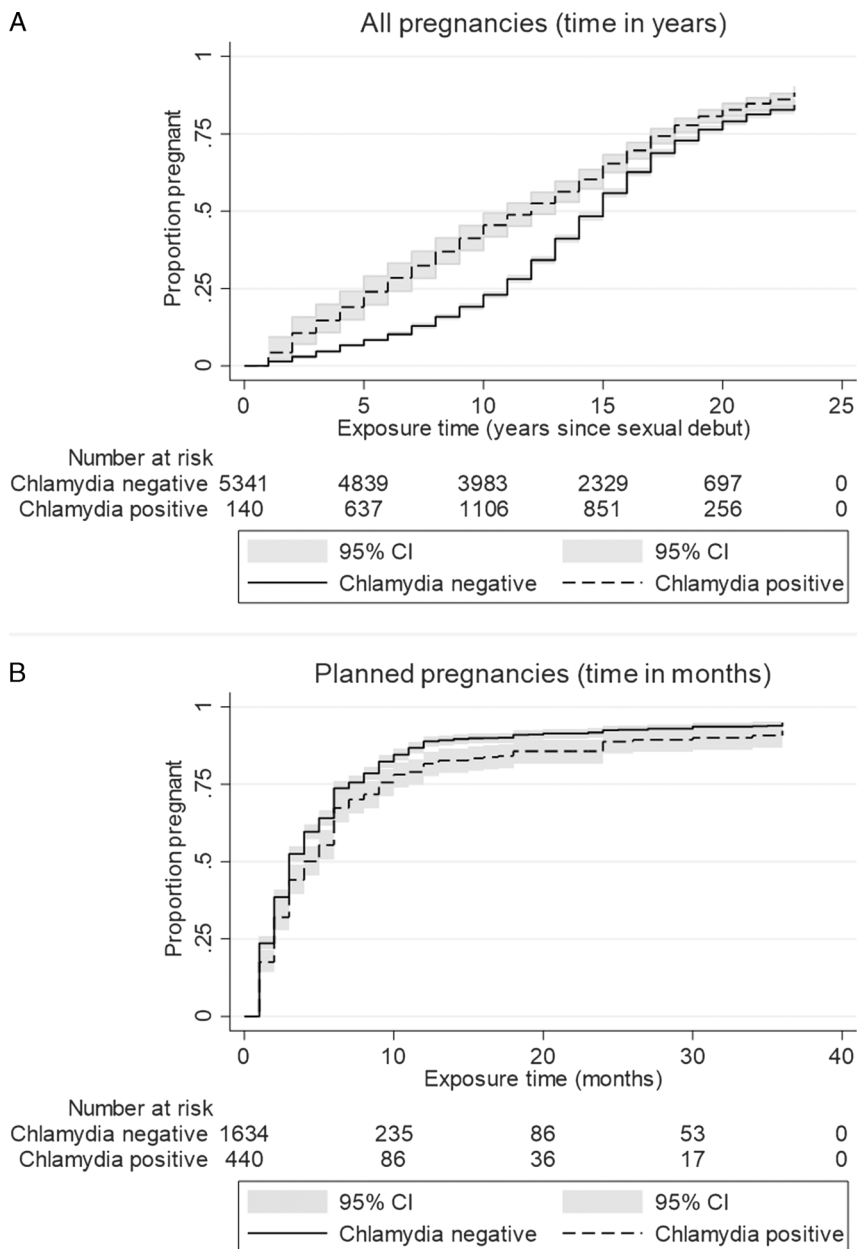 A
All pregnancies (time in years)
Proportion pregnant
1
.75
.5
.25
0
0 5 10 15 20 25
Exposure time (years since sexual debut)
Number at risk
Chlamydia negative 5341 4839 3983 2329 697 0
Chlamydia positive 140 637 1106 851 256 0
95% CI 95% CI
Chlamydia negative Chlamydia positive
B
Planned pregnancies (time in months)
Proportion pregnant
1
.75
.5
.25
0
0 10 20 30 40
Exposure time (months)
Number at risk
Chlamydia negative 1634 235 86 53 0
Chlamydia positive 440 86 36 17 0
95% CI 95% CI
Chlamydia negative Chlamydia positive